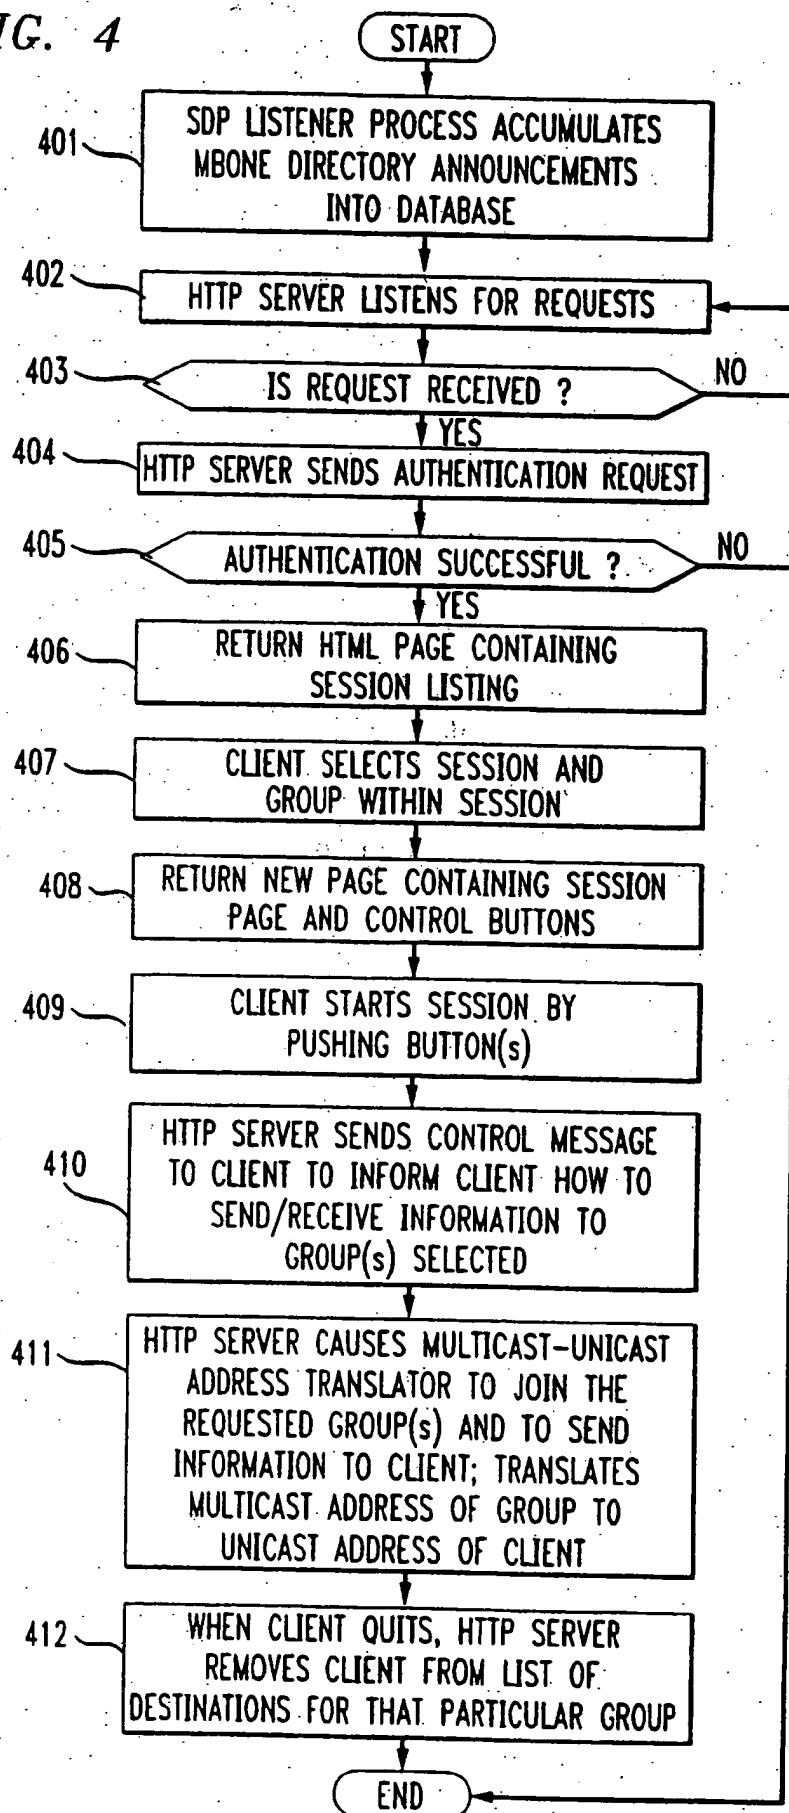 IG. 4
START
401
SDP LISTENER PROCESS ACCUMULATES
MBONE DIRECTORY ANNOUNCEMENTS
INTO DATABASE
402
HTTP SERVER LISTENS FOR REQUESTS
403
IS REQUEST RECEIVED ?
NO
YES
404
HTTP SERVER SENDS AUTHENTICATION REQUEST
405
AUTHENTICATION SUCCESSFUL ?
NO
YES
406
RETURN HTML PAGE CONTAINING
SESSION LISTING
407
CLIENT SELECTS SESSION AND
GROUP WITHIN SESSION
408
RETURN NEW PAGE CONTAINING SESSION
PAGE AND CONTROL BUTTONS
409
CLIENT STARTS SESSION BY
PUSHING BUTTON(s)
410
HTTP SERVER SENDS CONTROL MESSAGE
TO CLIENT TO INFORM CLIENT HOW TO
SEND/RECEIVE INFORMATION TO
GROUP(s) SELECTED
411
HTTP SERVER CAUSES MULTICAST-UNICAST
ADDRESS TRANSLATOR TO JOIN THE
REQUESTED GROUP(s) AND TO SEND
INFORMATION TO CLIENT; TRANSLATES
MULTICAST ADDRESS OF GROUP TO
UNICAST ADDRESS OF CLIENT
412
WHEN CLIENT QUITS, HTTP SERVER
REMOVES CLIENT FROM LIST OF
DESTINATIONS FOR THAT PARTICULAR GROUP
END